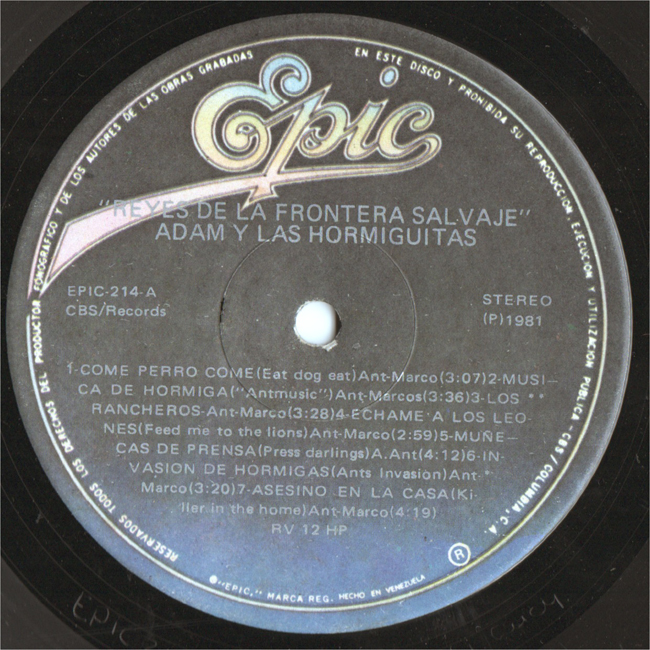 RESERVADOS TODOS LOS DERECHOS DEL PRODUCTOR FONOGRAFICO Y DE LOS AUTORES DE LAS OBRAS GRABADAS
EN ESTE DISCO Y PROHIBIDA SU REPRODUCCION, EJECUCION Y UTILIZACION PUBLICA - CBS/COLUMBIA - C.A.
Epic
"REYES DE LA FRONTERA SALVAJE"
ADAM Y LAS HORMIGUITAS
EPIC-214-A
CBS/Records
STEREO
(P)1981
1-COME PERRO COME(Eat dog eat)Ant-Marco(3:07)2-MUSI-
CA DE HORMIGA("Antmusic")Ant-Marcos(3:36)3-LOS **
RANCHEROS-Ant-Marco(3:28)4-ECHAME A LOS LEO-
NES(Feed me to the lions)Ant-Marco(2:59)5-MUÑE-
CAS DE PRENSA(Press darlings)A.Ant(4:12)6-IN-
VASION DE HORMIGAS(Ants Invasion)Ant-*
Marco(3:20)7-ASESINO EN LA CASA(Ki-
ller in the home)Ant-Marco(4:19)
RV 12 HP
®
"EPIC," MARCA REG. HECHO EN VENEZUELA
EPIC